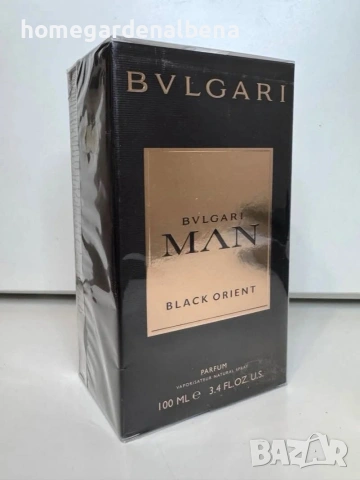 homegardenalbena
BVLGARI
BVLGARI
MAN
BLACK ORIENT
PARFUM
VAPORISATEUR NATURAL SPRAY
100 ML e 3.4 FL.OZ. U.S.
BAZAR